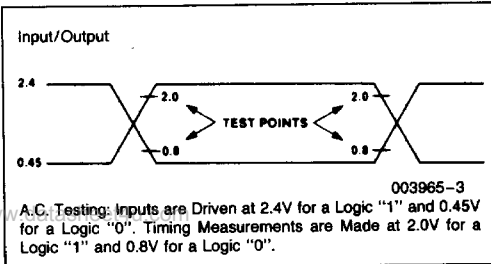 Input/Output
2.4
2.0
2.0
TEST POINTS
0.8
0.8
0.45
003965-3
A.C. Testing: Inputs are Driven at 2.4V for a Logic "1" and 0.45V
for a Logic "0". Timing Measurements are Made at 2.0V for a
Logic "1" and 0.8V for a Logic "0".